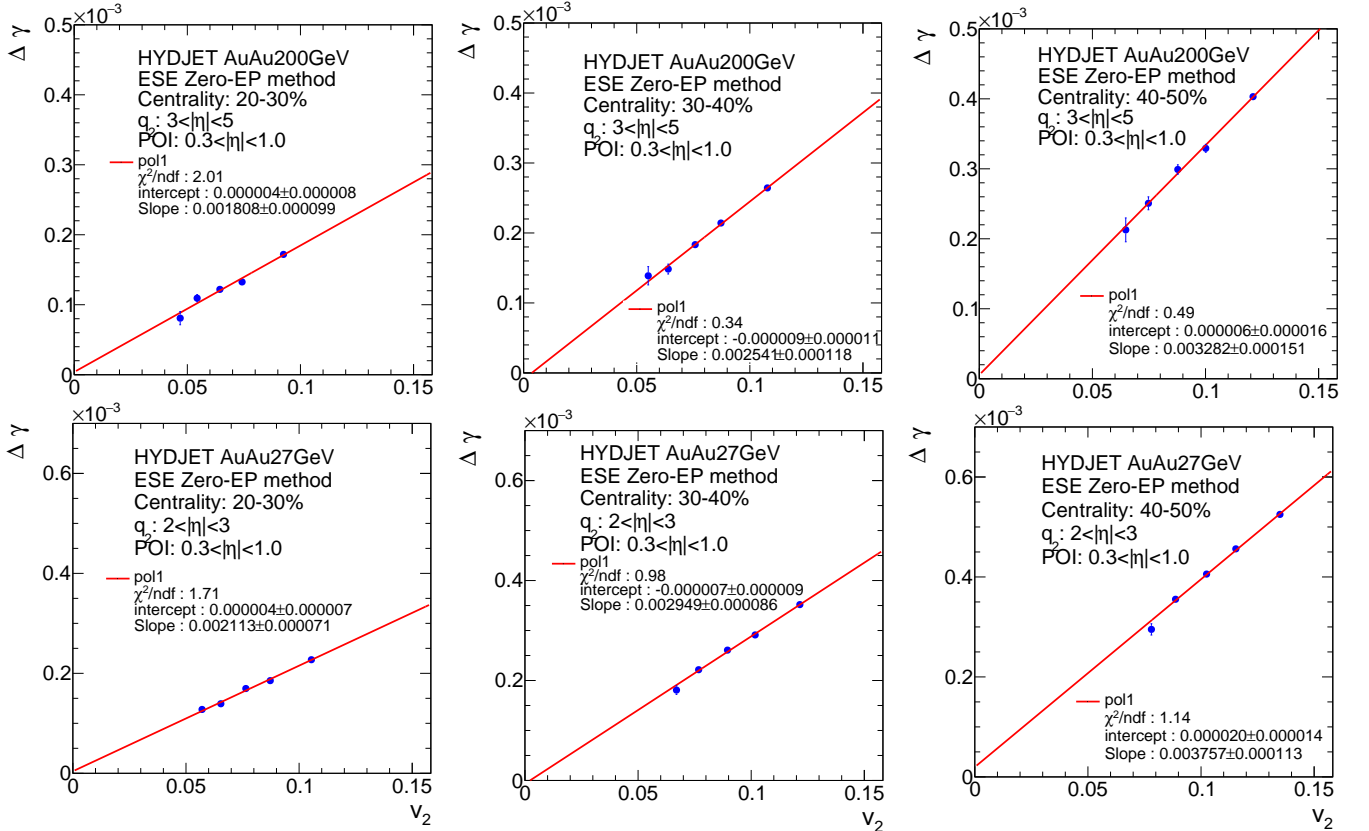 ×10⁻³
Δ γ
0.5
0.4
0.3
0.2
0.1
0
HYDJET AuAu200GeV
ESE Zero-EP method
Centrality: 20-30%
q₂: 3<|η|<5
POI: 0.3<|η|<1.0
pol1
χ²/ndf : 2.01
intercept : 0.000004±0.000008
Slope : 0.001808±0.000099
0 0.05 0.1 0.15
×10⁻³
Δ γ
0.5
0.4
0.3
0.2
0.1
0
HYDJET AuAu200GeV
ESE Zero-EP method
Centrality: 30-40%
q₂: 3<|η|<5
POI: 0.3<|η|<1.0
pol1
χ²/ndf : 0.34
intercept : -0.000009±0.000011
Slope : 0.002541±0.000118
0 0.05 0.1 0.15
×10⁻³
Δ γ
0.5
0.4
0.3
0.2
0.1
0
HYDJET AuAu200GeV
ESE Zero-EP method
Centrality: 40-50%
q₂: 3<|η|<5
POI: 0.3<|η|<1.0
pol1
χ²/ndf : 0.49
intercept : 0.000006±0.000016
Slope : 0.003282±0.000151
0 0.05 0.1 0.15
×10⁻³
Δ γ
0.6
0.4
0.2
0
HYDJET AuAu27GeV
ESE Zero-EP method
Centrality: 20-30%
q₂: 2<|η|<3
POI: 0.3<|η|<1.0
pol1
χ²/ndf : 1.71
intercept : 0.000004±0.000007
Slope : 0.002113±0.000071
0 0.05 0.1 0.15
v₂
×10⁻³
Δ γ
0.6
0.4
0.2
0
HYDJET AuAu27GeV
ESE Zero-EP method
Centrality: 30-40%
q₂: 2<|η|<3
POI: 0.3<|η|<1.0
pol1
χ²/ndf : 0.98
intercept : -0.000007±0.000009
Slope : 0.002949±0.000086
0 0.05 0.1 0.15
v₂
×10⁻³
Δ γ
0.6
0.4
0.2
0
HYDJET AuAu27GeV
ESE Zero-EP method
Centrality: 40-50%
q₂: 2<|η|<3
POI: 0.3<|η|<1.0
pol1
χ²/ndf : 1.14
intercept : 0.000020±0.000014
Slope : 0.003757±0.000113
0 0.05 0.1 0.15
v₂